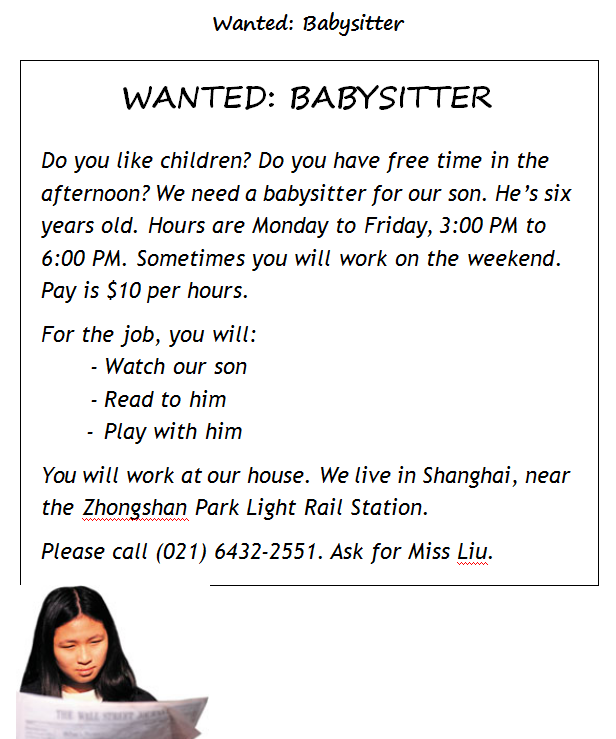 Wanted: Babysitter
WANTED: BABYSITTER
Do you like children? Do you have free time in the
afternoon? We need a babysitter for our son. He’s six
years old. Hours are Monday to Friday, 3:00 PM to
6:00 PM. Sometimes you will work on the weekend.
Pay is $10 per hours.
For the job, you will:
- Watch our son
- Read to him
- Play with him
You will work at our house. We live in Shanghai, near
the Zhongshan Park Light Rail Station.
Please call (021) 6432-2551. Ask for Miss Liu.
THE WALL STREET